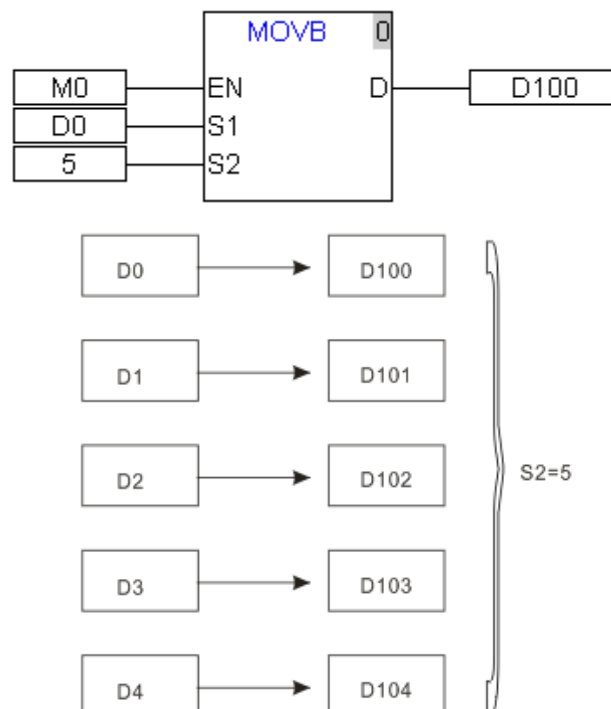 MOVB 0
M0 EN D D100
D0 S1
5 S2
D0 D100
D1 D101
D2 D102
S2=5
D3 D103
D4 D104